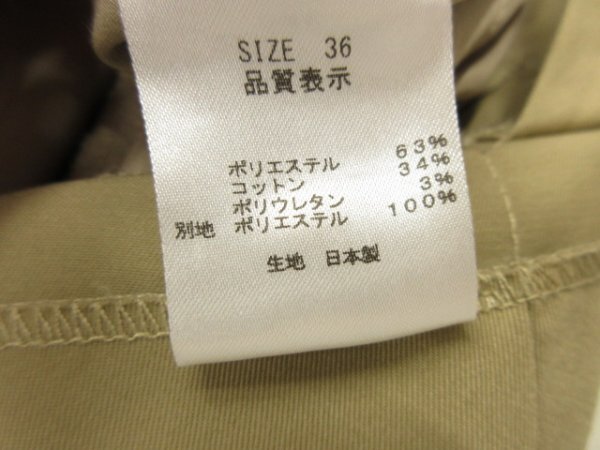 SIZE 36
品質表示
ポリエステル 63%
コットン 34%
ポリウレタン 3%
別地 ポリエステル 100%
生地 日本製